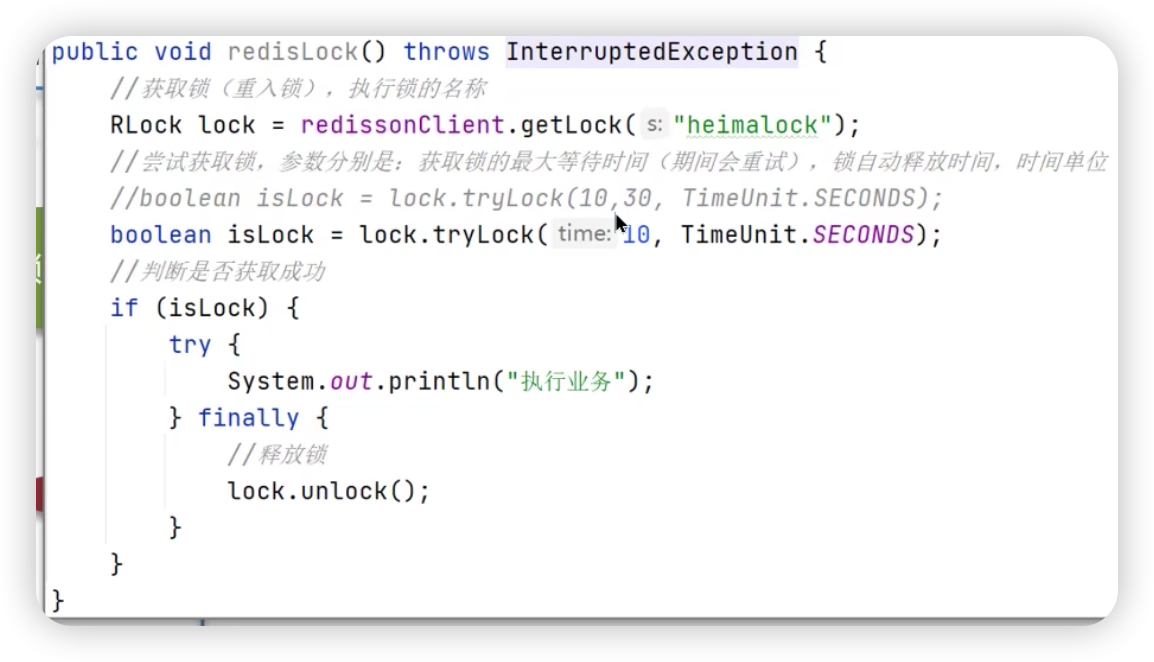 public void redisLock() throws InterruptedException {
//获取锁（重入锁），执行锁的名称
RLock lock = redissonClient.getLock( s: "heimalock");
//尝试获取锁，参数分别是：获取锁的最大等待时间（期间会重试），锁自动释放时间，时间单位
//boolean isLock = lock.tryLock(10,30, TimeUnit.SECONDS);
boolean isLock = lock.tryLock( time: 10, TimeUnit.SECONDS);
//判断是否获取成功
if (isLock) {
try {
System.out.println("执行业务");
} finally {
//释放锁
lock.unlock();
}
}
}